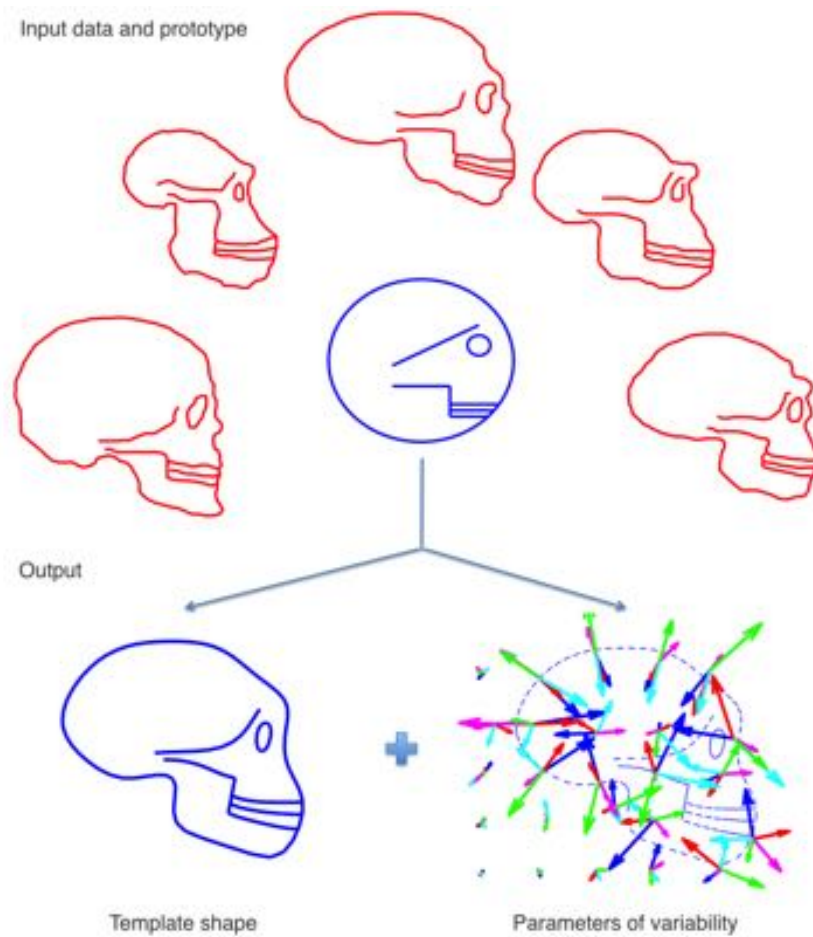 Input data and prototype
Output
Template shape
Parameters of variability